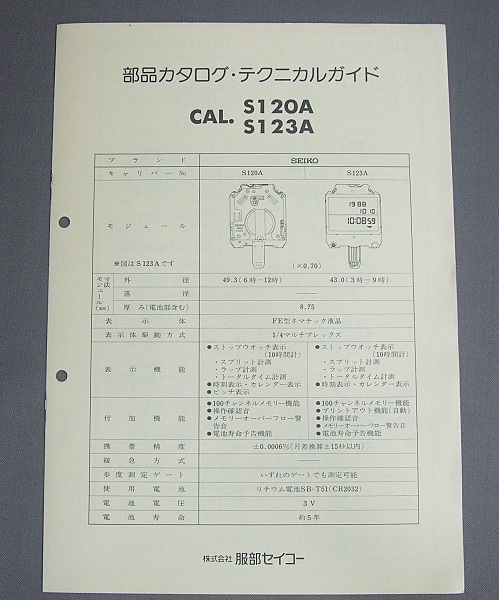 部品カタログ・テクニカルガイド
CAL. S120A
S123A
ブランド SEIKO
キャリバーNo. S120A S123A
モジュール
1988
10 10
10:08 59
※図はS123Aです (×0.70)
モジュール寸法(mm)
外径 49.3(6時−12時) 43.0(3時−9時)
落径
厚み(電池部含む) 8.75
表示体 FE型ネマチック液晶
表示体駆動方式 1/4マルチプレックス
表示機能
●ストップウオッチ表示 (10時間計)
・スプリット計測
・ラップ計測
・トータルタイム計測
●時刻表示・カレンダー表示
●ピッチ表示
●ストップウオッチ表示 (10時間計)
・スプリット計測
・ラップ計測
・トータルタイム計測
●時刻表示・カレンダー表示
付加機能
●100チャンネルメモリー機能
●操作確認音
●メモリーオーバーフロー警告音
●電池寿命予告機能
●100チャンネルメモリー機能
●プリントアウト機能(自動)
●操作確認音
●メモリーオーバーフロー警告音
●電池寿命予告機能
携帯精度 ±0.0006%(月差換算±15秒以内)
緩急方式
歩度測定ゲート いずれのゲートでも測定可能
使用電池 リチウム電池SB-T51(CR2032)
電池電圧 3V
電池寿命 約5年
株式会社 服部セイコー